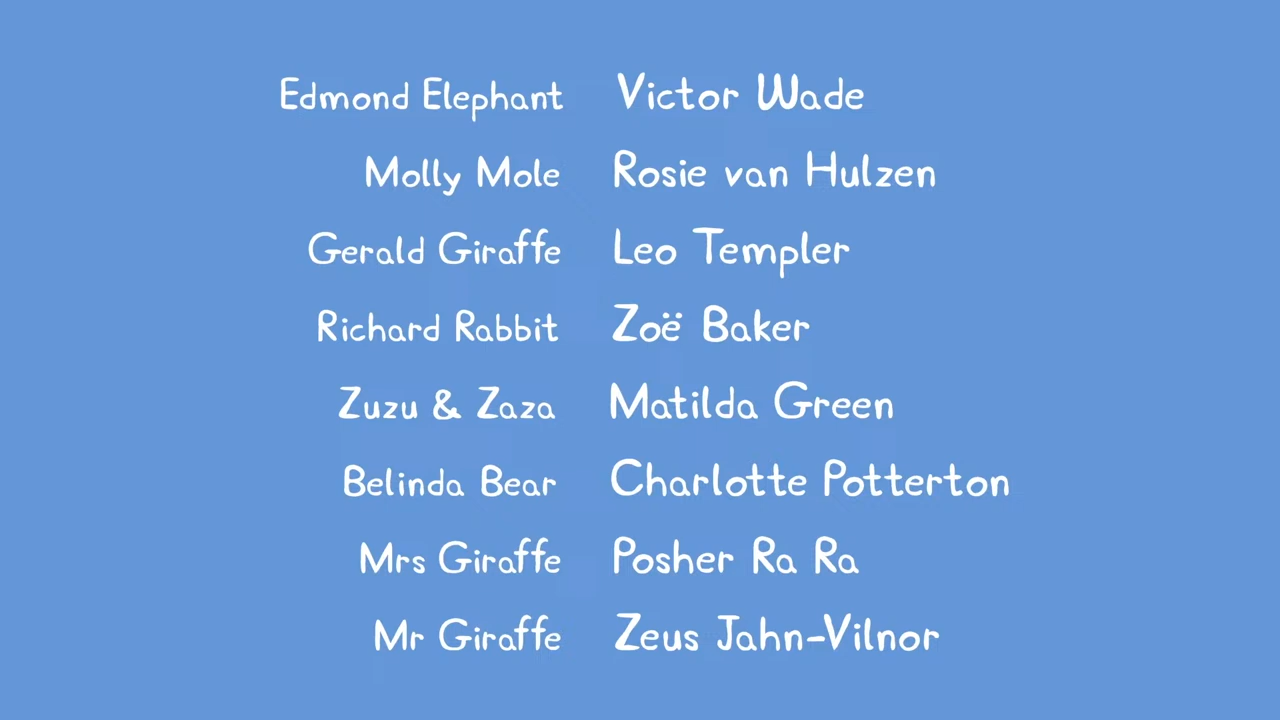 Edmond Elephant Victor Wade
Molly Mole Rosie van Hulzen
Gerald Giraffe Leo Templer
Richard Rabbit Zoë Baker
Zuzu & Zaza Matilda Green
Belinda Bear Charlotte Potterton
Mrs Giraffe Posher Ra Ra
Mr Giraffe Zeus Jahn-Vilnor